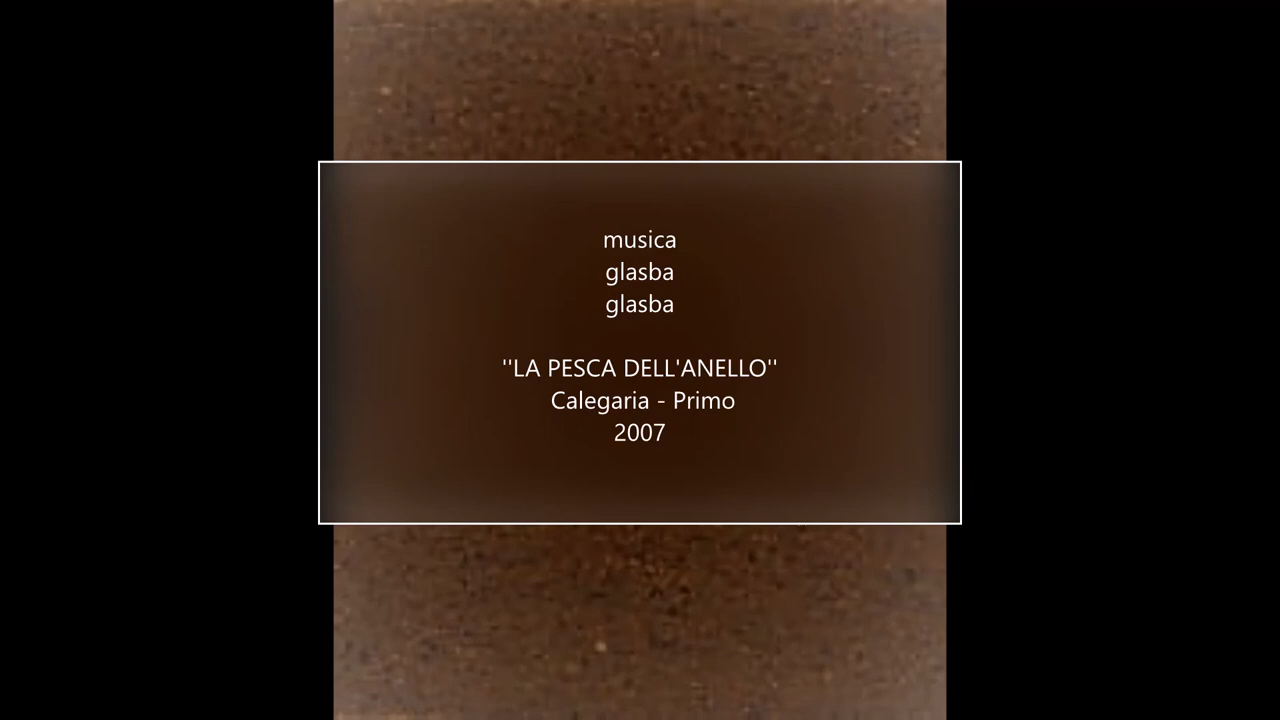 musica
glasba
glasba
''LA PESCA DELL'ANELLO''
Calegaria - Primo
2007